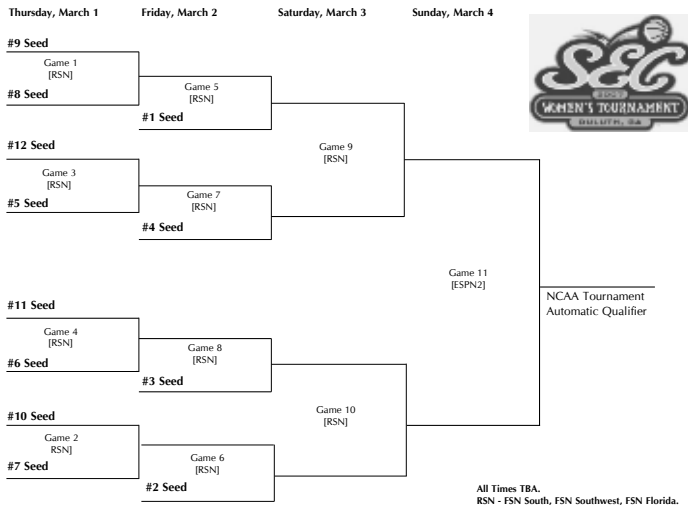 Thursday, March 1
Friday, March 2
Saturday, March 3
Sunday, March 4
#9 Seed
Game 1
[RSN]
#8 Seed
Game 5
[RSN]
#1 Seed
#12 Seed
Game 3
[RSN]
#5 Seed
Game 7
[RSN]
#4 Seed
Game 9
[RSN]
#11 Seed
Game 4
[RSN]
#6 Seed
Game 8
[RSN]
#3 Seed
#10 Seed
Game 2
RSN]
#7 Seed
Game 6
[RSN]
#2 Seed
Game 10
[RSN]
Game 11
[ESPN2]
NCAA Tournament
Automatic Qualifier
SEC
2007
WOMEN'S TOURNAMENT
DULUTH, GA
All Times TBA.
RSN - FSN South, FSN Southwest, FSN Florida.